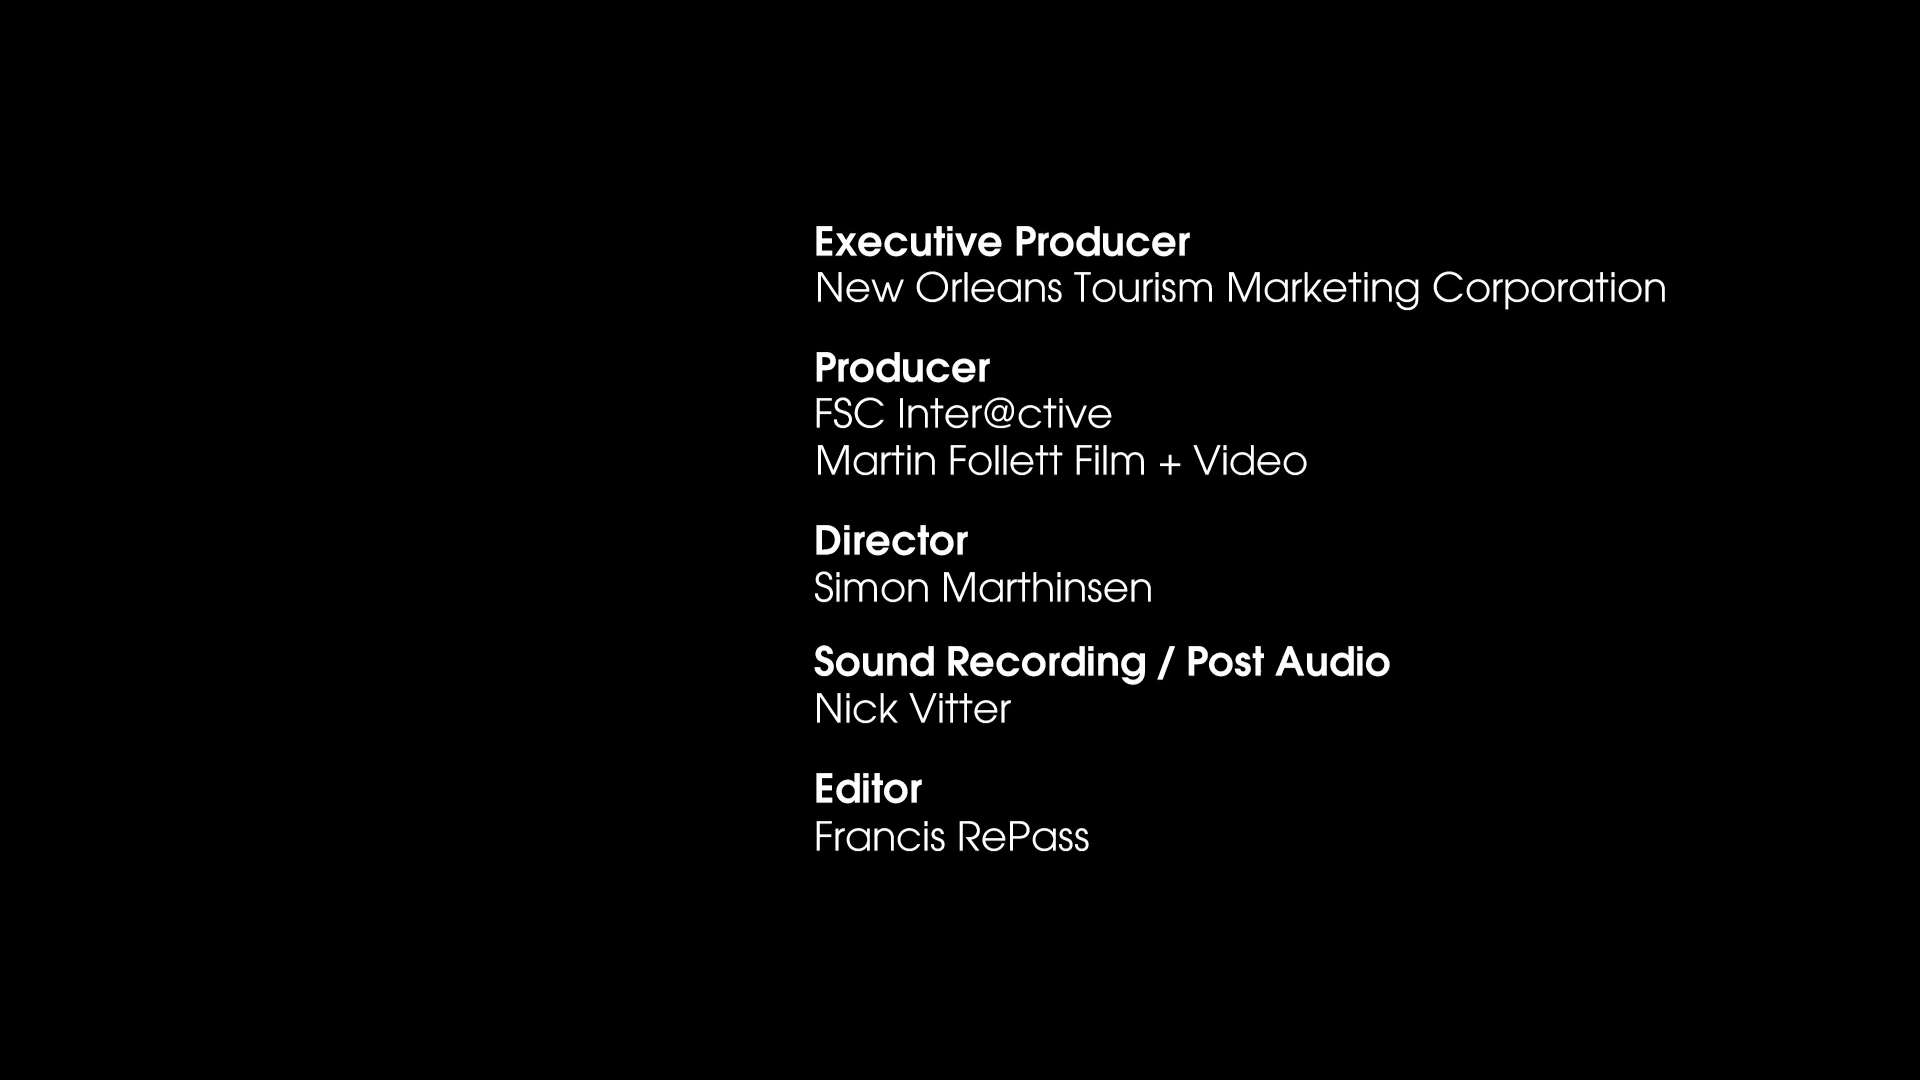 Executive Producer
New Orleans Tourism Marketing Corporation
Producer
FSC Inter@ctive
Martin Follett Film + Video
Director
Simon Marthinsen
Sound Recording / Post Audio
Nick Vitter
Editor
Francis RePass